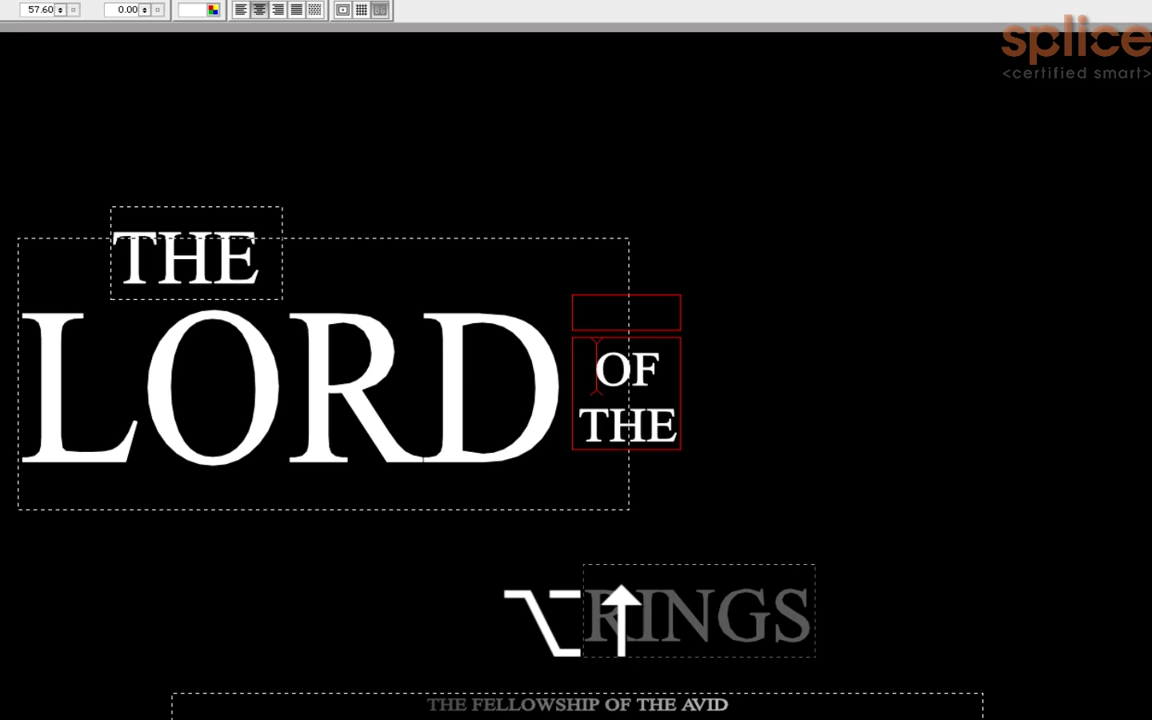 57.60
0.00
splice
<certified smart>
THE
LORD
OF
THE
RINGS
THE FELLOWSHIP OF THE AVID